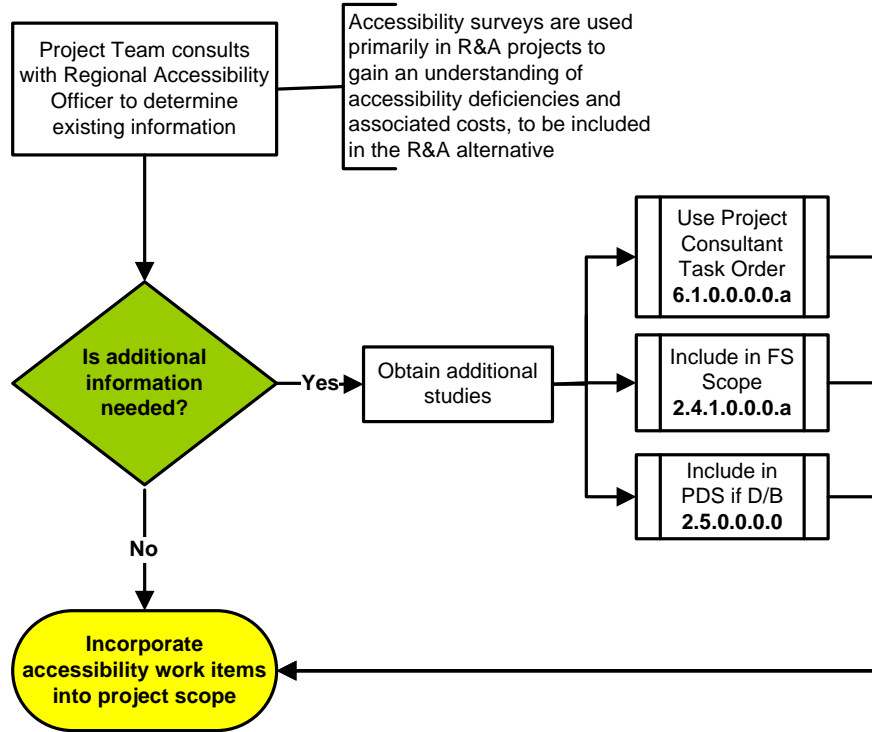 Project Team consults
with Regional Accessibility
Officer to determine
existing information
Accessibility surveys are used
primarily in R&A projects to
gain an understanding of
accessibility deficiencies and
associated costs, to be included
in the R&A alternative
Is additional
information
needed?
Yes
Obtain additional
studies
Use Project
Consultant
Task Order
6.1.0.0.0.0.a
Include in FS
Scope
2.4.1.0.0.0.a
Include in
PDS if D/B
2.5.0.0.0.0
No
Incorporate
accessibility work items
into project scope